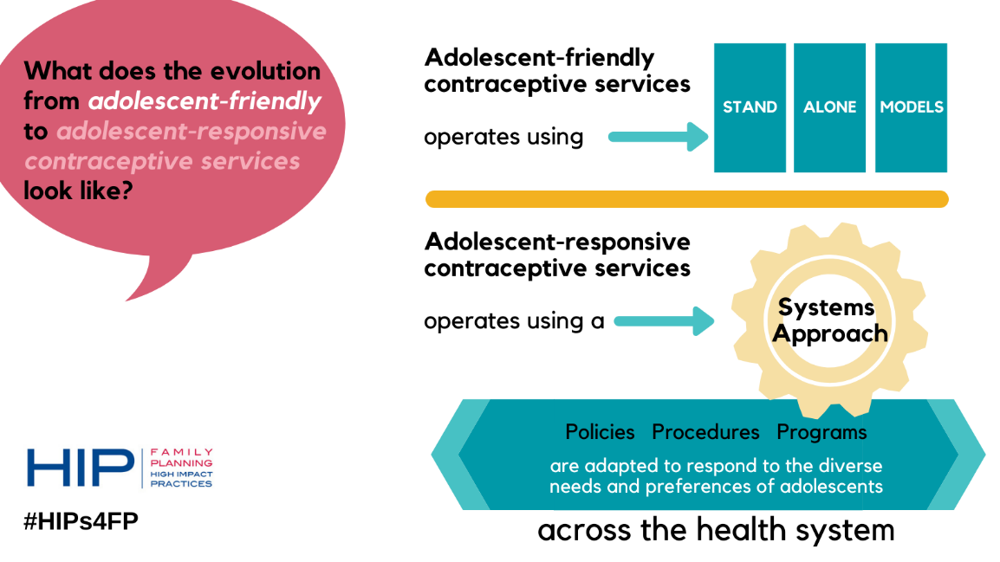 What does the evolution
from adolescent-friendly
to adolescent-responsive
contraceptive services
look like?
Adolescent-friendly
contraceptive services
operates using
STAND ALONE MODELS
Adolescent-responsive
contraceptive services
operates using a
Systems
Approach
Policies Procedures Programs
are adapted to respond to the diverse
needs and preferences of adolescents
across the health system
HIP
FAMILY
PLANNING
HIGH IMPACT
PRACTICES
#HIPs4FP